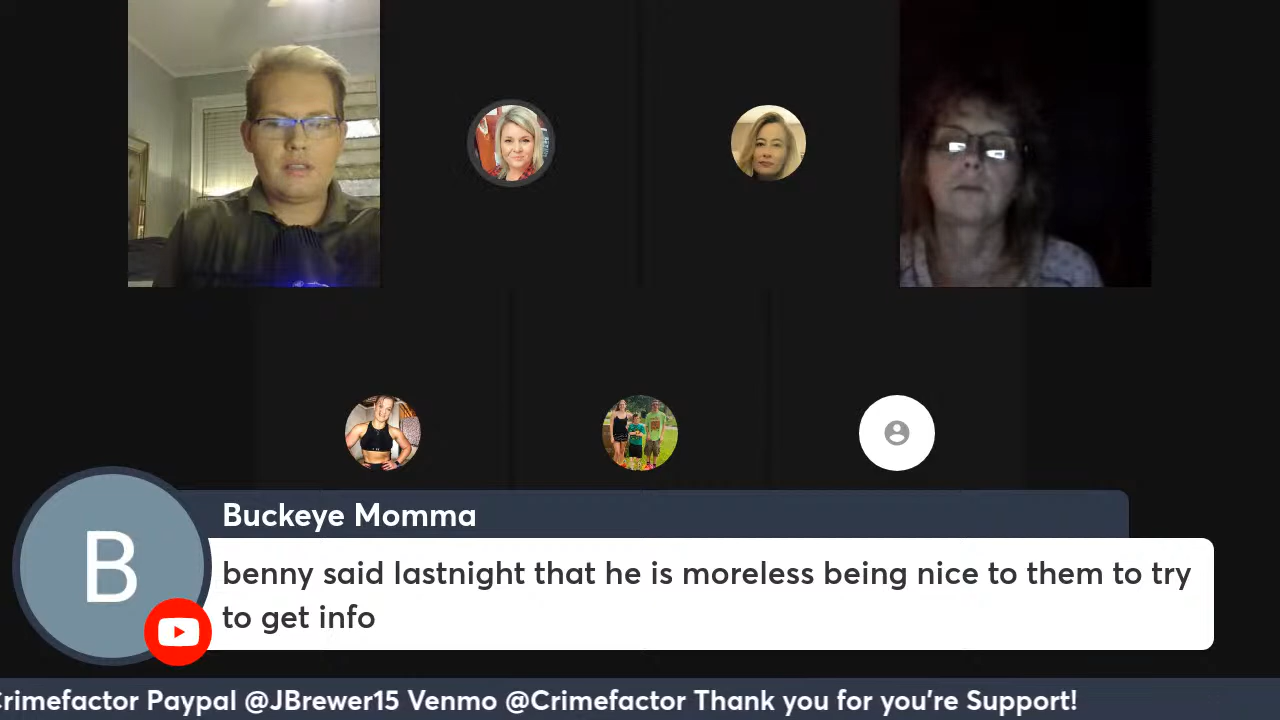 B
Buckeye Momma
benny said lastnight that he is moreless being nice to them to try
to get info
Crimefactor Paypal @JBrewer15 Venmo @Crimefactor Thank you for you're Support!